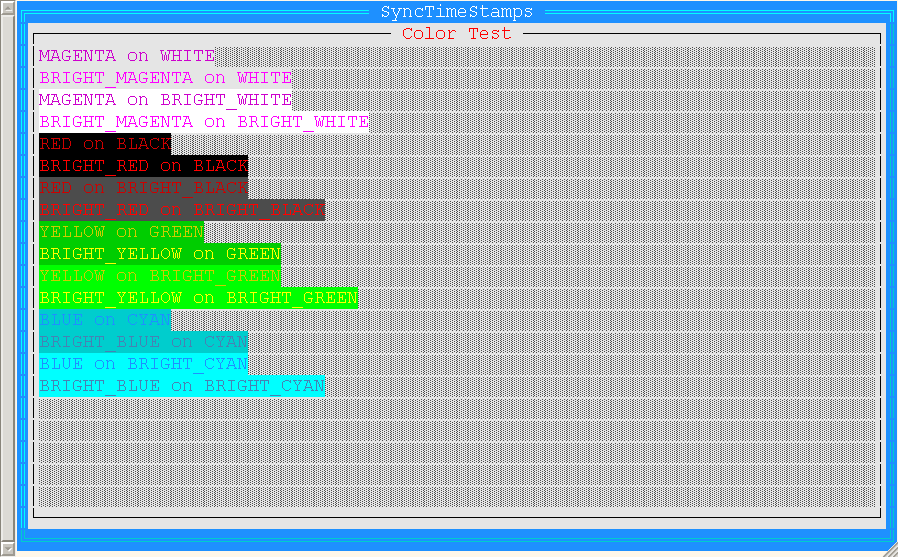 SyncTimeStamps
Color Test
MAGENTA on WHITE
BRIGHT_MAGENTA on WHITE
MAGENTA on BRIGHT_WHITE
BRIGHT_MAGENTA on BRIGHT_WHITE
RED on BLACK
BRIGHT_RED on BLACK
RED on BRIGHT_BLACK
BRIGHT_RED on BRIGHT_BLACK
YELLOW on GREEN
BRIGHT_YELLOW on GREEN
YELLOW on BRIGHT_GREEN
BRIGHT_YELLOW on BRIGHT_GREEN
BLUE on CYAN
BRIGHT_BLUE on CYAN
BLUE on BRIGHT_CYAN
BRIGHT_BLUE on BRIGHT_CYAN